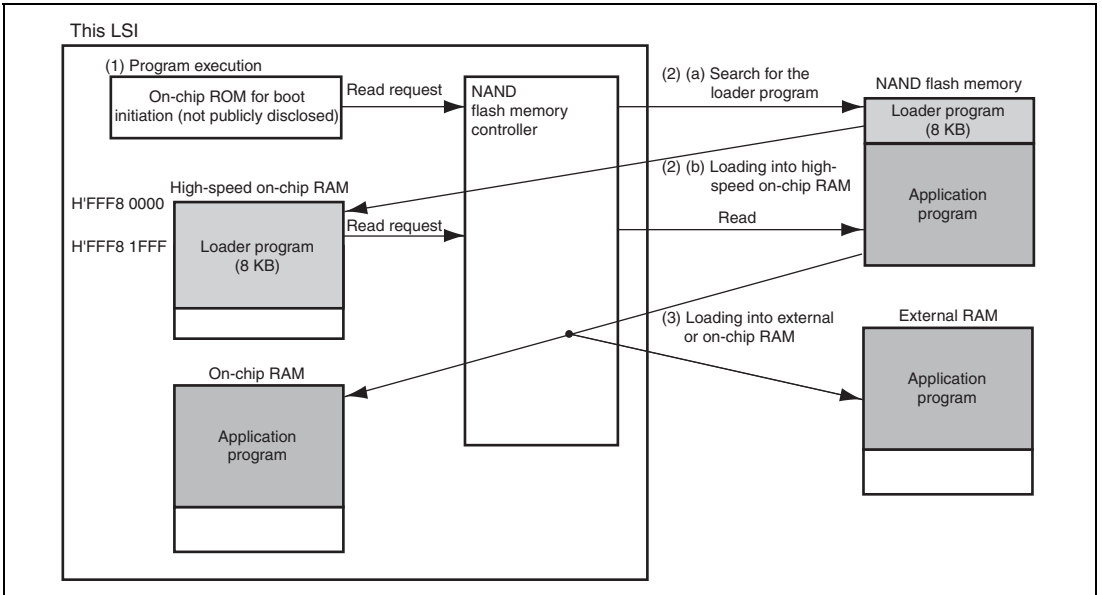 This LSI
(1) Program execution
On-chip ROM for boot
initiation (not publicly disclosed)
Read request
NAND
flash memory
controller
(2) (a) Search for the
loader program
NAND flash memory
Loader program
(8 KB)
Application
program
(2) (b) Loading into high-
speed on-chip RAM
Read
High-speed on-chip RAM
H'FFF8 0000
H'FFF8 1FFF
Loader program
(8 KB)
Read request
(3) Loading into external
or on-chip RAM
External RAM
Application
program
On-chip RAM
Application
program